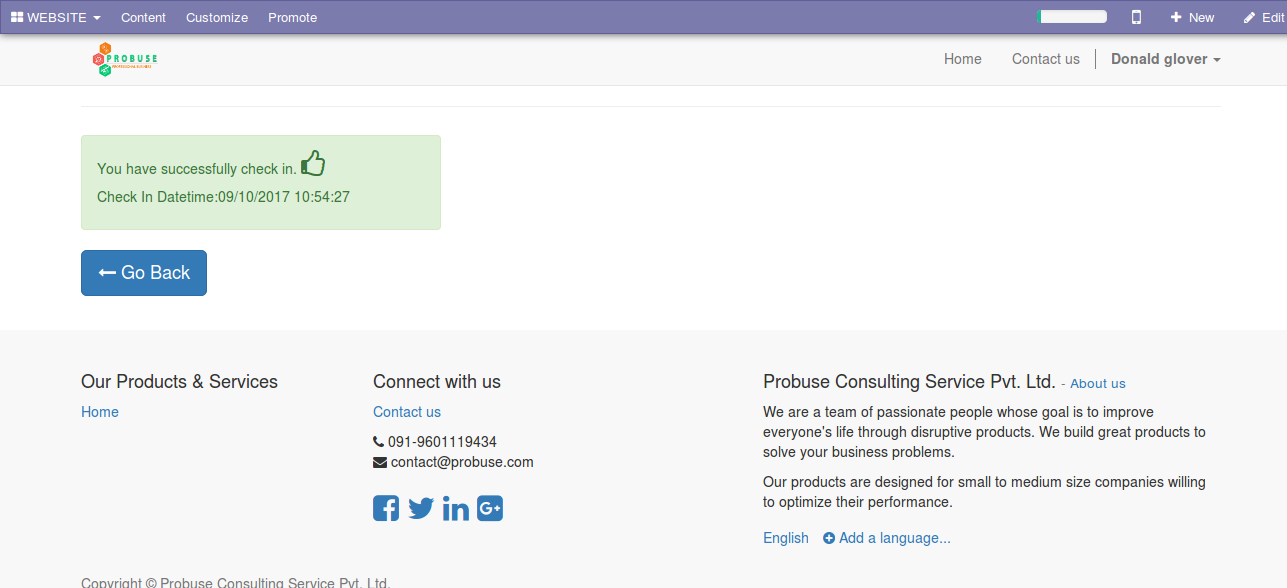 WEBSITE Content Customize Promote New Edit
PROBUSE
Home Contact us Donald glover
You have successfully check in.
Check In Datetime:09/10/2017 10:54:27
Go Back
Our Products & Services
Home
Connect with us
Contact us
091-9601119434
contact@probuse.com
Probuse Consulting Service Pvt. Ltd. - About us
We are a team of passionate people whose goal is to improve
everyone's life through disruptive products. We build great products to
solve your business problems.
Our products are designed for small to medium size companies willing
to optimize their performance.
English Add a language...
Copyright © Probuse Consulting Service Pvt. Ltd.